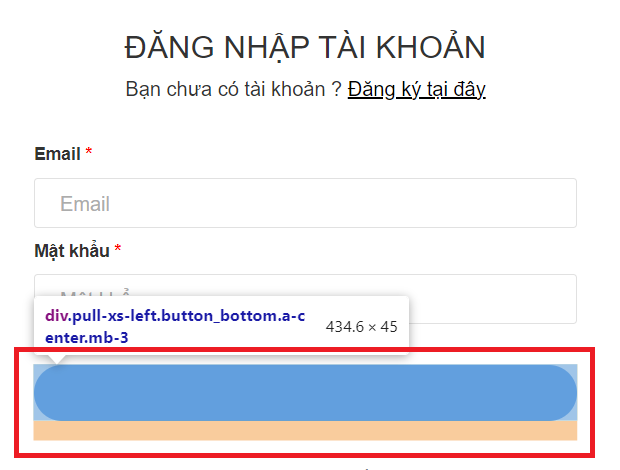 ĐĂNG NHẬP TÀI KHOẢN
Bạn chưa có tài khoản ? Đăng ký tại đây
Email *
Email
Mật khẩu *
div.pull-xs-left.button_bottom.a-c
enter.mb-3
434.6 × 45